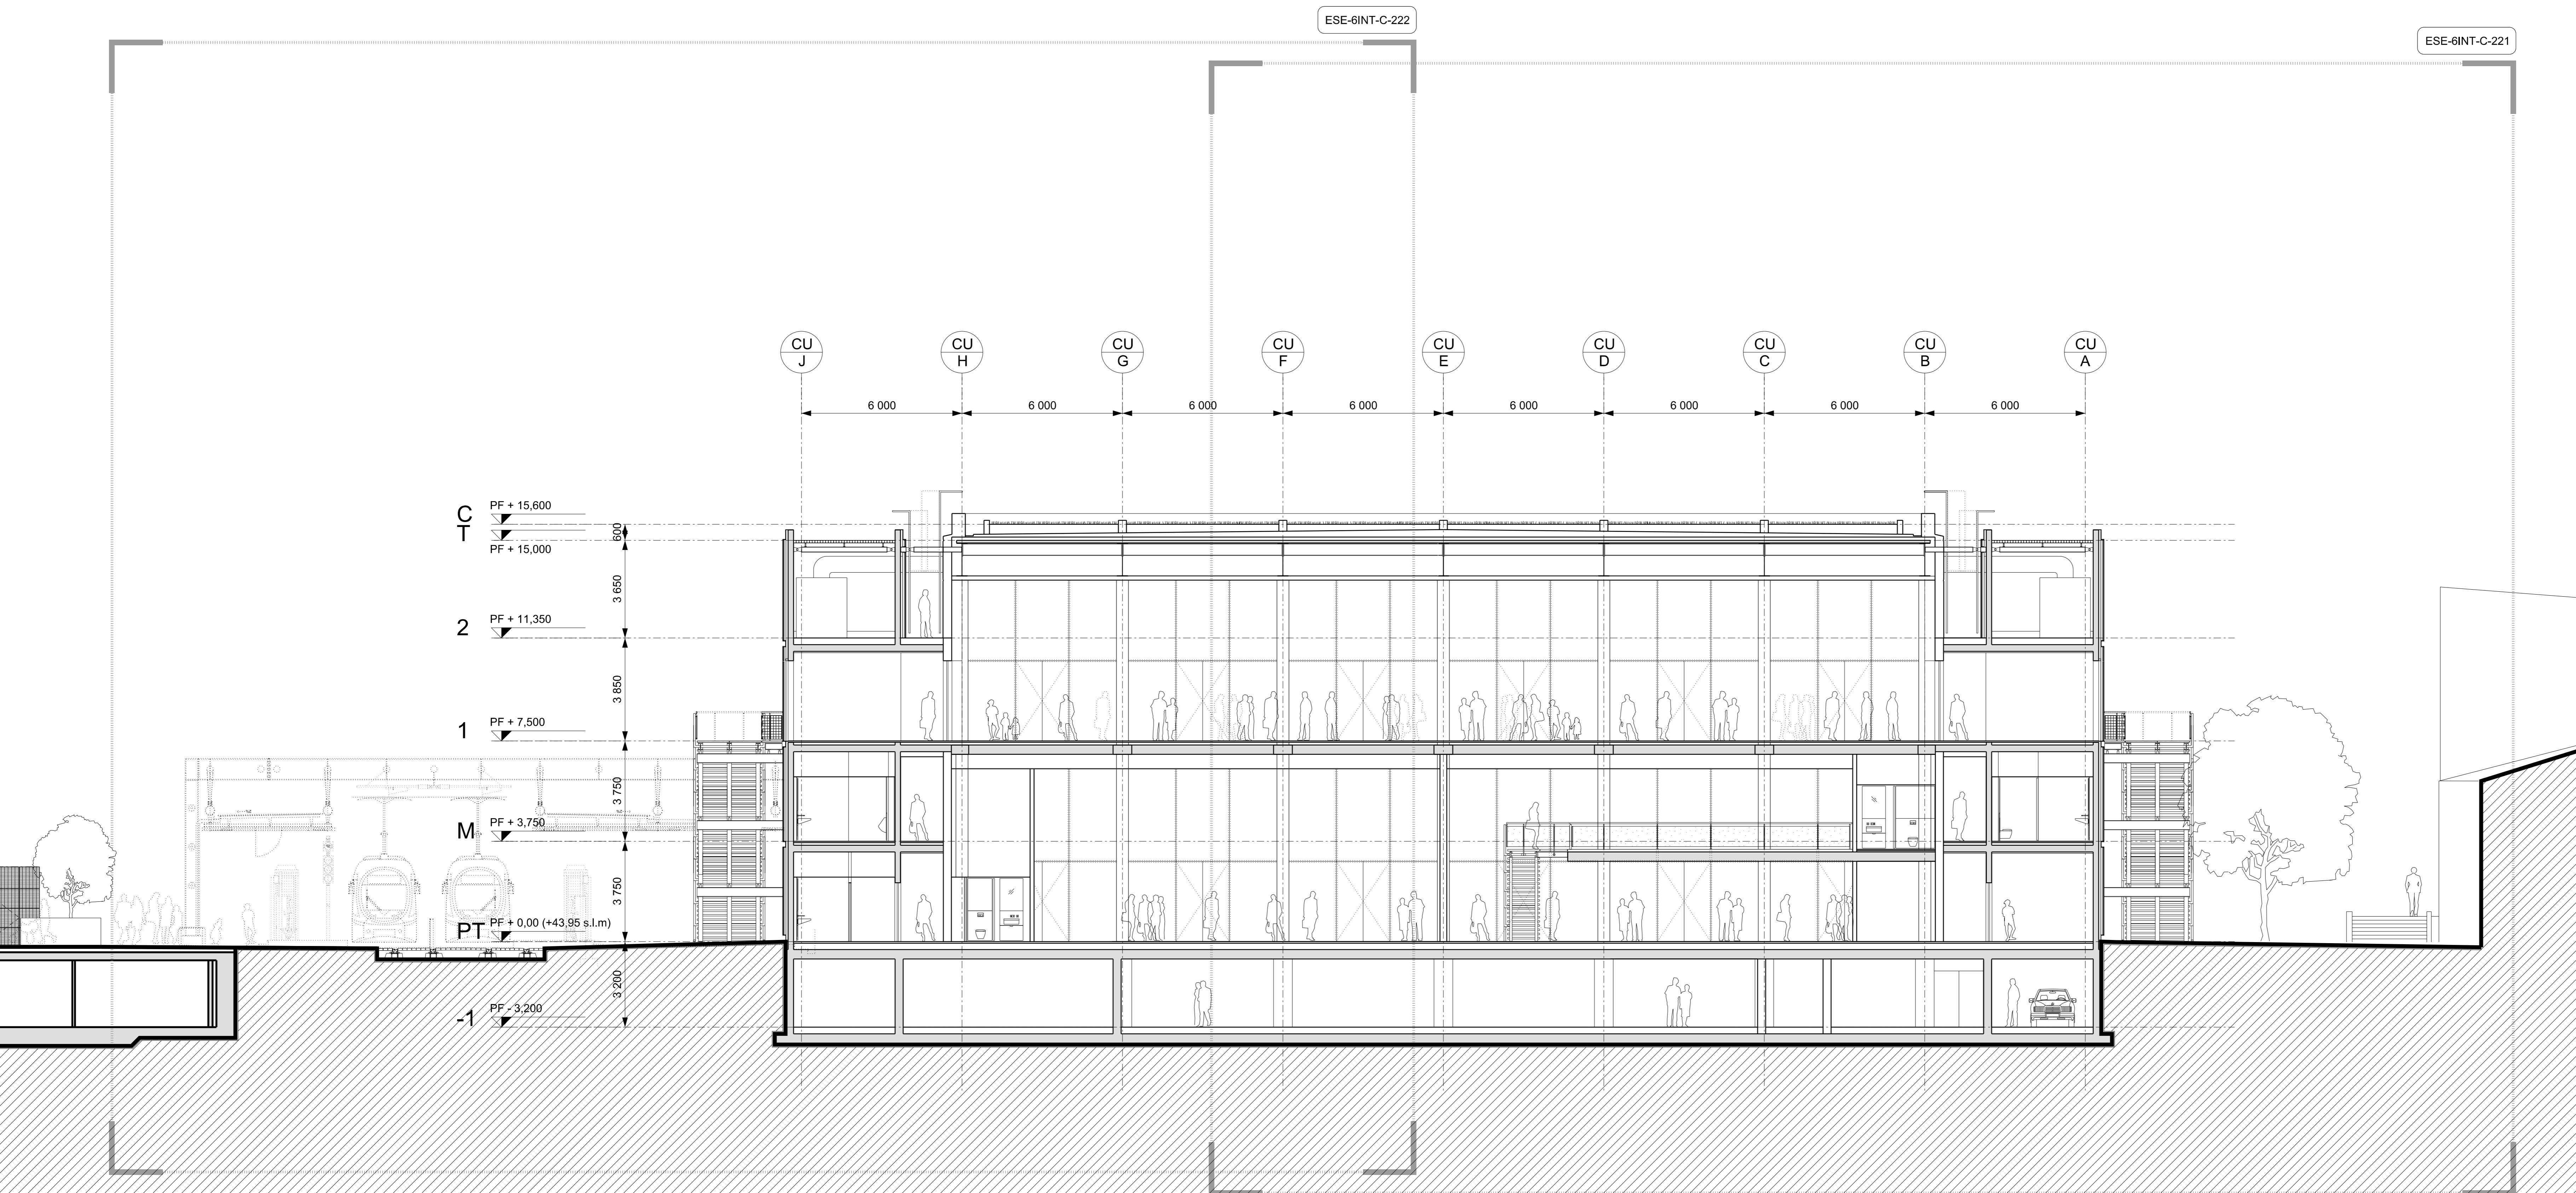 ESE-6INT-C-222
ESE-6INT-C-221
CU
J
CU
H
CU
G
CU
F
CU
E
CU
D
CU
C
CU
B
CU
A
6 000
6 000
6 000
6 000
6 000
6 000
6 000
6 000
C
PF + 15,600
T
PF + 15,000
600
3 650
2
PF + 11,350
3 850
1
PF + 7,500
3 750
M
PF + 3,750
3 750
PT
PF + 0,00 (+43,95 s.l.m)
3 200
-1
PF - 3,200